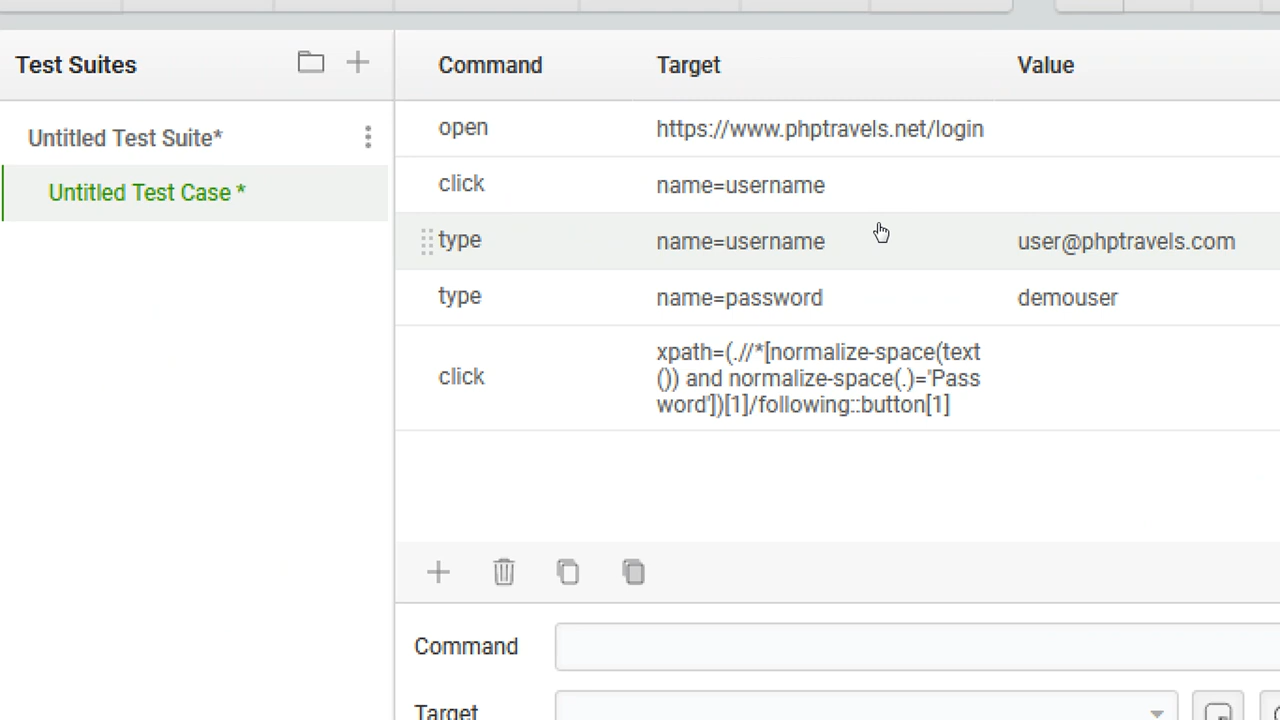 Test Suites
Command Target Value
Untitled Test Suite*
Untitled Test Case *
open https://www.phptravels.net/login
click name=username
type name=username user@phptravels.com
type name=password demouser
click xpath=(.//*[normalize-space(text
()) and normalize-space(.)='Pass
word'])[1]/following::button[1]
Command
Target